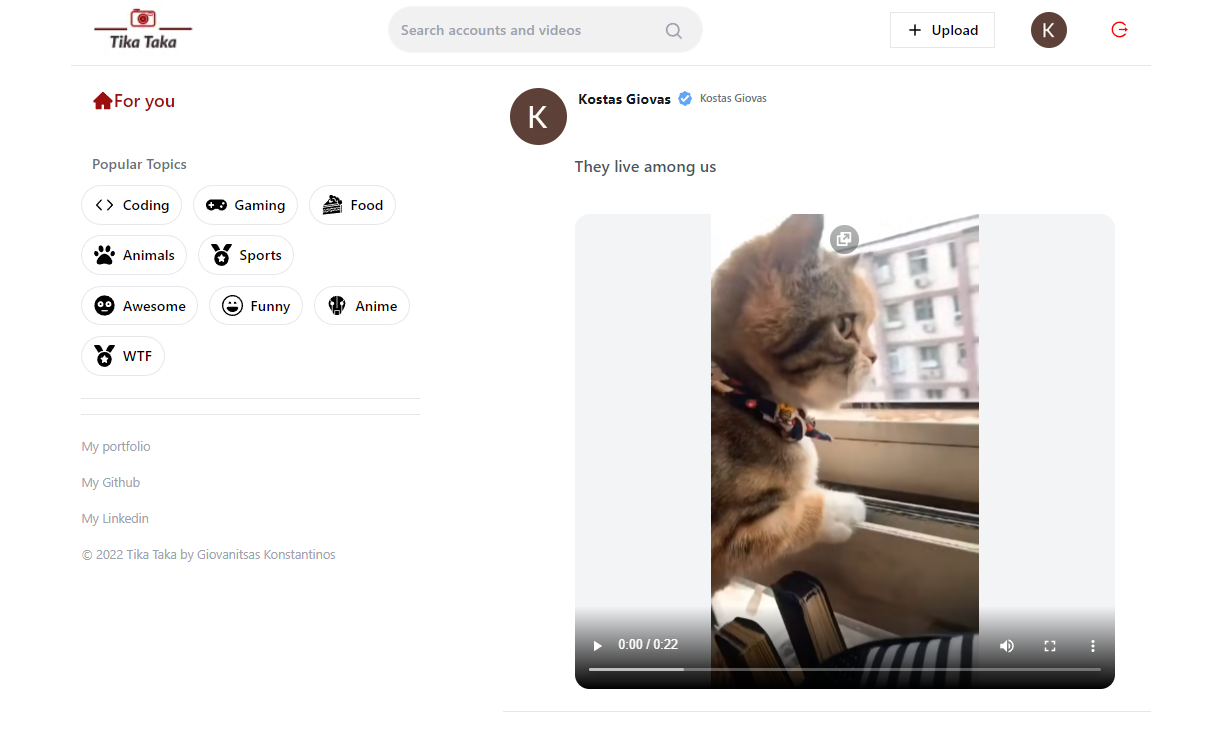 Tika Taka
Search accounts and videos
Upload
K
For you
Popular Topics
Coding
Gaming
Food
Animals
Sports
Awesome
Funny
Anime
WTF
My portfolio
My Github
My Linkedin
© 2022 Tika Taka by Giovanitsas Konstantinos
K
Kostas Giovas
Kostas Giovas
They live among us
0:00 / 0:22